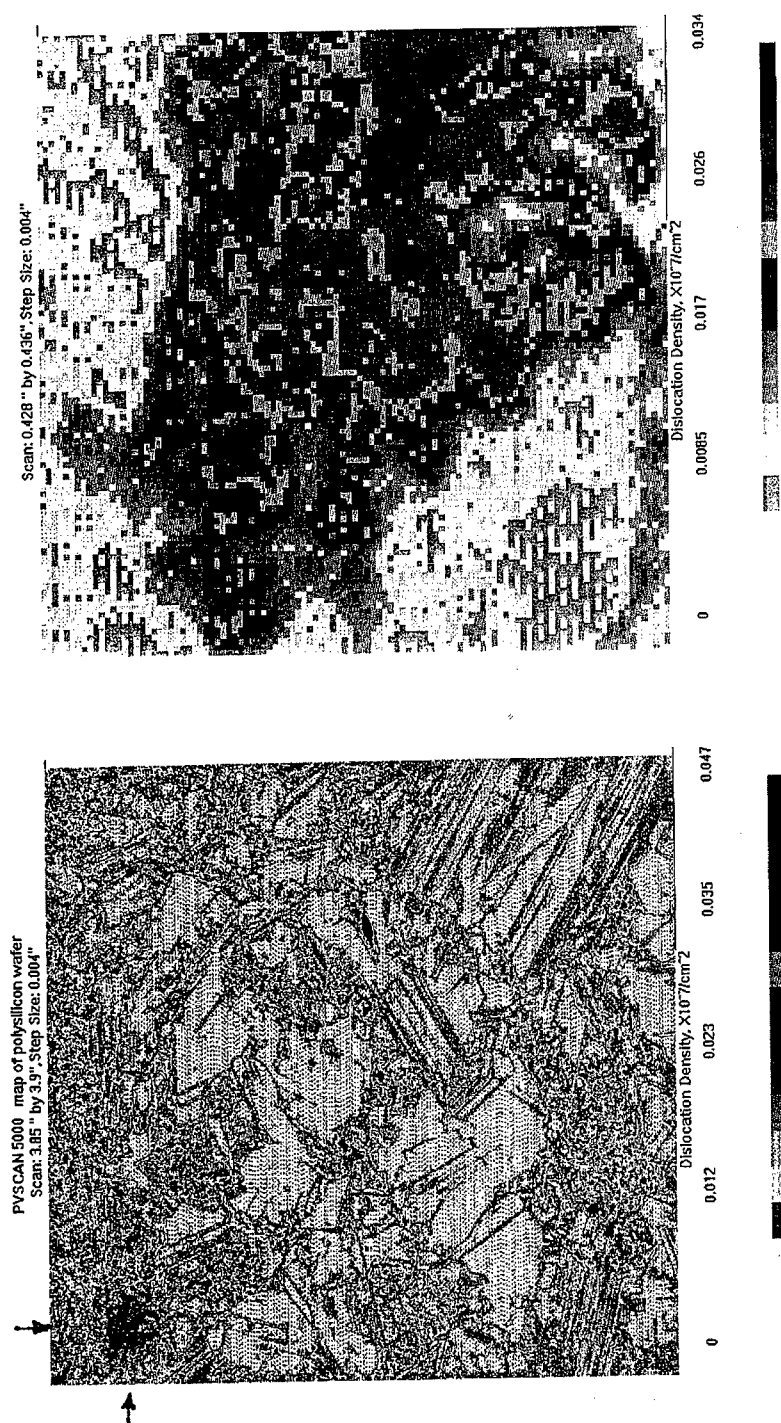 PVSCAN 5000 map of polysilicon wafer
Scan: 3.85 " by 3.9", Step Size: 0.004"
Dislocation Density, X10^7/cm^2
0 0.012 0.023 0.035 0.047
Scan: 0.428 " by 0.436", Step Size: 0.004"
Dislocation Density, X10^7/cm^2
0 0.0085 0.017 0.026 0.034